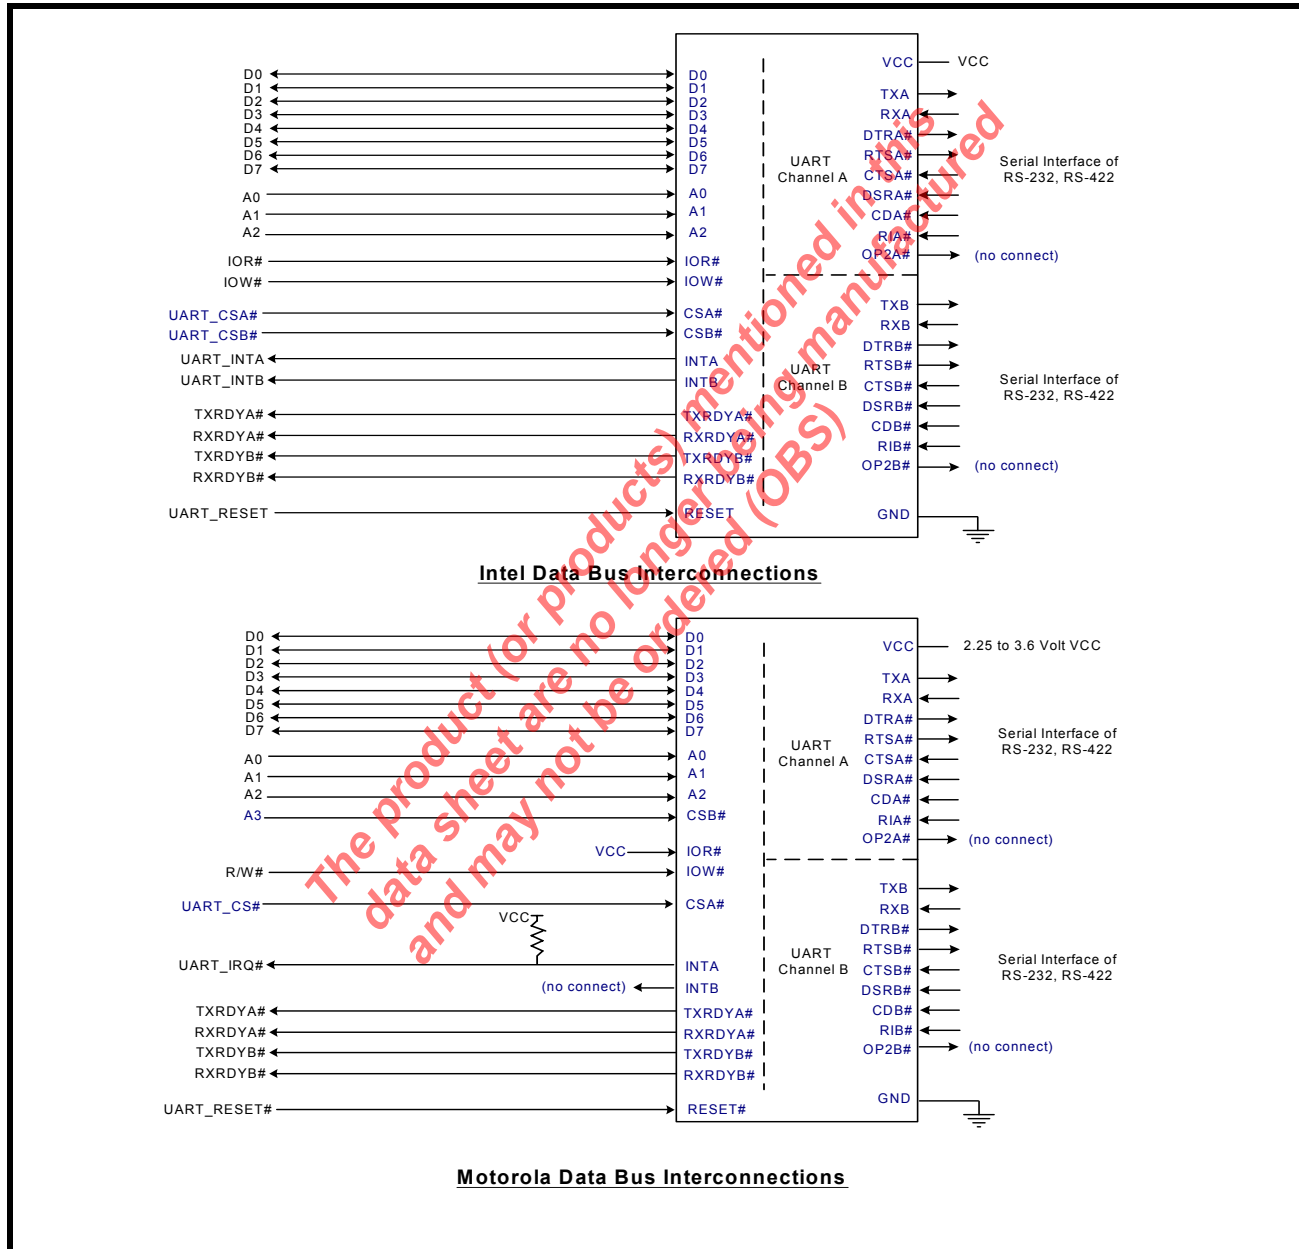 D0
D1
D2
D3
D4
D5
D6
D7
A0
A1
A2
IOR#
IOW#
UART_CSA#
UART_CSB#
UART_INTA
UART_INTB
TXRDYA#
RXRDYA#
TXRDYB#
RXRDYB#
UART_RESET
D0
D1
D2
D3
D4
D5
D6
D7
A0
A1
A2
IOR#
IOW#
CSA#
CSB#
INTA
INTB
TXRDYA#
RXRDYA#
TXRDYB#
RXRDYB#
RESET
UART
Channel A
UART
Channel B
VCC
TXA
RXA
DTRA#
RTSA#
CTSA#
DSRA#
CDA#
RIA#
OP2A#
TXB
RXB
DTRB#
RTSB#
CTSB#
DSRB#
CDB#
RIB#
OP2B#
GND
VCC
Serial Interface of
RS-232, RS-422
(no connect)
Serial Interface of
RS-232, RS-422
(no connect)
Intel Data Bus Interconnections
D0
D1
D2
D3
D4
D5
D6
D7
A0
A1
A2
A3
VCC
R/W#
UART_CS#
VCC
UART_IRQ#
(no connect)
TXRDYA#
RXRDYA#
TXRDYB#
RXRDYB#
UART_RESET#
D0
D1
D2
D3
D4
D5
D6
D7
A0
A1
A2
CSB#
IOR#
IOW#
CSA#
INTA
INTB
TXRDYA#
RXRDYA#
TXRDYB#
RXRDYB#
RESET#
UART
Channel A
UART
Channel B
VCC
TXA
RXA
DTRA#
RTSA#
CTSA#
DSRA#
CDA#
RIA#
OP2A#
TXB
RXB
DTRB#
RTSB#
CTSB#
DSRB#
CDB#
RIB#
OP2B#
GND
2.25 to 3.6 Volt VCC
Serial Interface of
RS-232, RS-422
(no connect)
Serial Interface of
RS-232, RS-422
(no connect)
Motorola Data Bus Interconnections
The product (or products) mentioned in this
data sheet are no longer being manufactured
and may not be ordered (OBS)